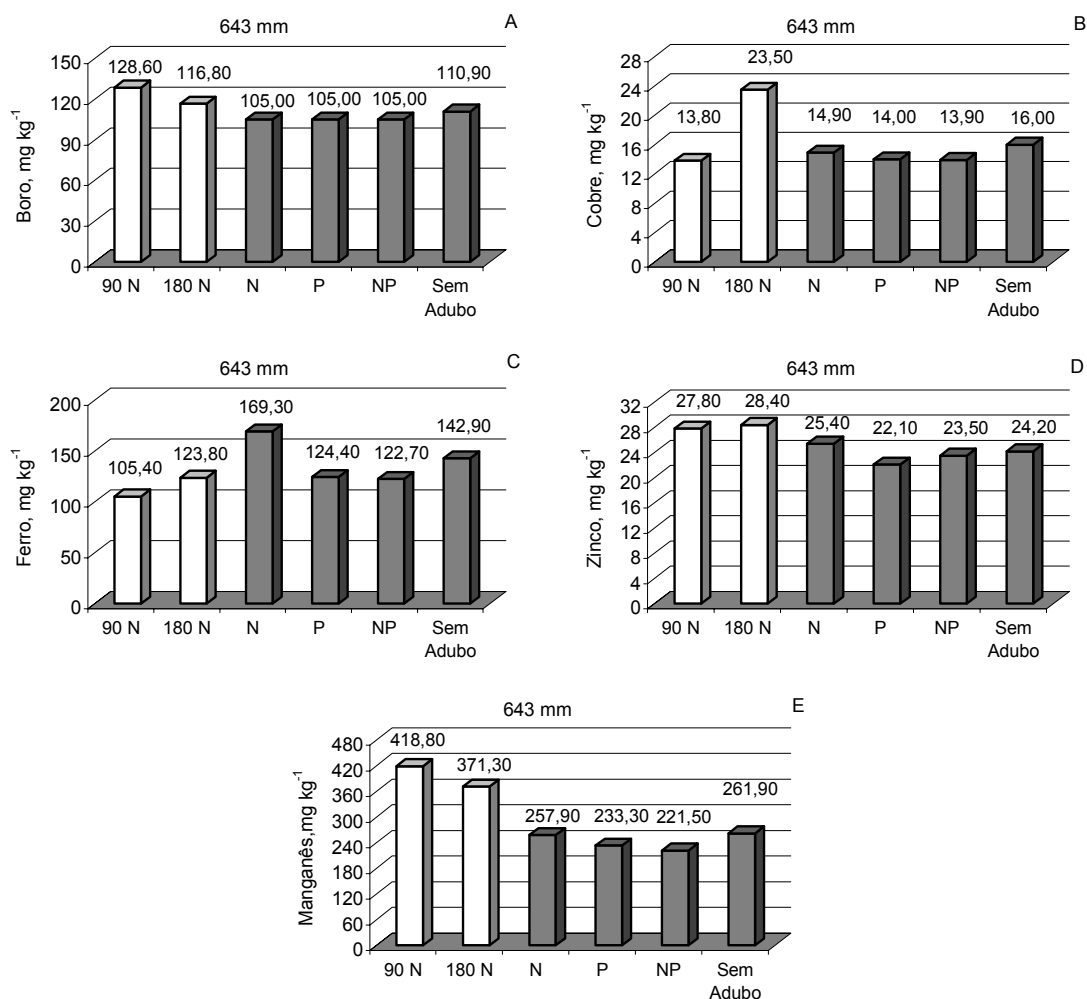 A
643 mm
Boro, mg kg-1
150
120
90
60
30
0
128,60
116,80
105,00
105,00
105,00
110,90
90 N 180 N N P NP Sem
Adubo
B
643 mm
Cobre, mg kg-1
28
24
20
16
12
8
4
0
13,80
23,50
14,90
14,00
13,90
16,00
90 N 180 N N P NP Sem
Adubo
C
643 mm
Ferro, mg kg-1
200
150
100
50
0
105,40
123,80
169,30
124,40
122,70
142,90
90 N 180 N N P NP Sem
Adubo
D
643 mm
Zinco, mg kg-1
32
28
24
20
16
12
8
4
0
27,80
28,40
25,40
22,10
23,50
24,20
90 N 180 N N P NP Sem
Adubo
E
643 mm
Manganês,mg kg-1
480
420
360
300
240
180
120
60
0
418,80
371,30
257,90
233,30
221,50
261,90
90 N 180 N N P NP Sem
Adubo